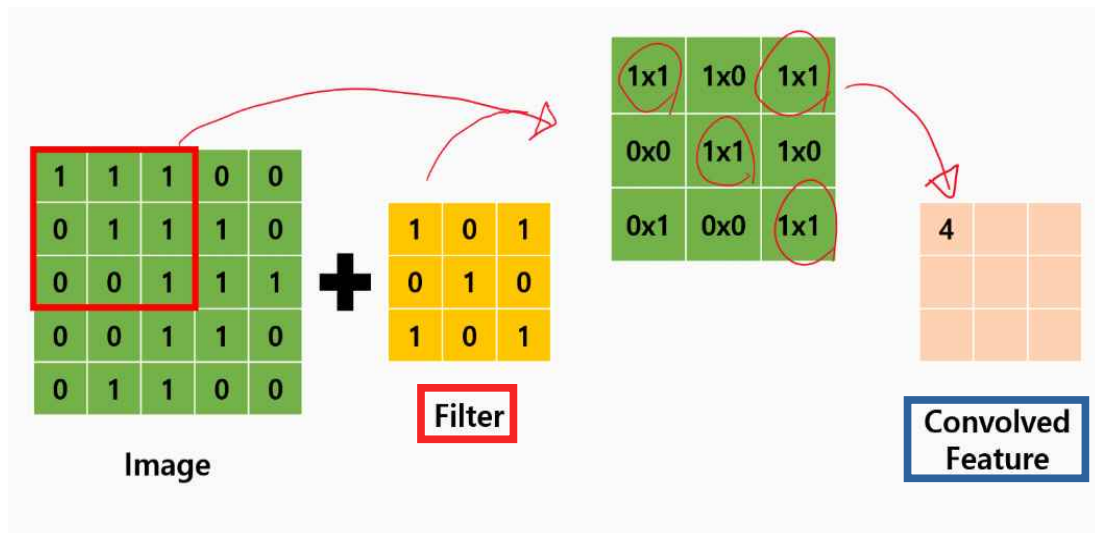 1 1 1 0 0
0 1 1 1 0
0 0 1 1 1
0 0 1 1 0
0 1 1 0 0
Image
+
1 0 1
0 1 0
1 0 1
Filter
1x1 1x0 1x1
0x0 1x1 1x0
0x1 0x0 1x1
4
Convolved
Feature